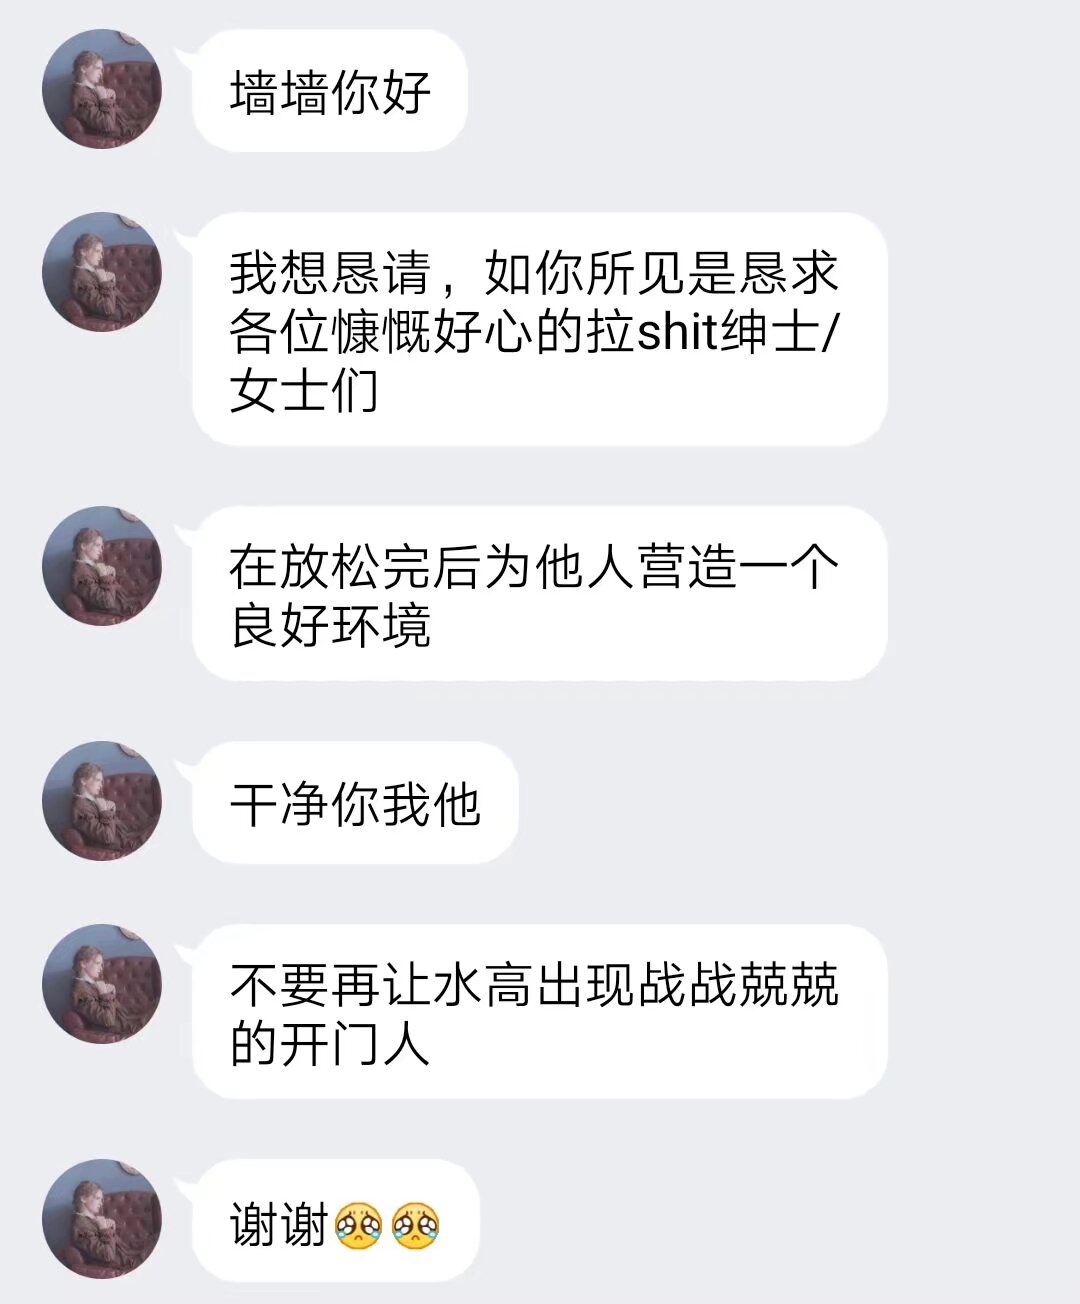 墙墙你好
我想恳请，如你所见是恳求
各位慷慨好心的拉shit绅士/
女士们
在放松完后为他人营造一个
良好环境
干净你我他
不要再让水高出现战战兢兢
的开门人
谢谢🥹🥹